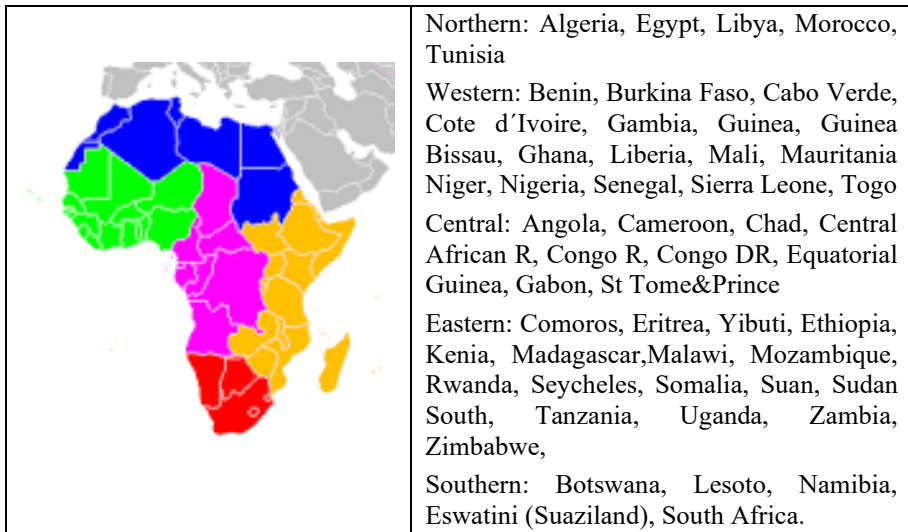 Northern: Algeria, Egypt, Libya, Morocco,
Tunisia
Western: Benin, Burkina Faso, Cabo Verde,
Cote d´Ivoire, Gambia, Guinea, Guinea
Bissau, Ghana, Liberia, Mali, Mauritania
Niger, Nigeria, Senegal, Sierra Leone, Togo
Central: Angola, Cameroon, Chad, Central
African R, Congo R, Congo DR, Equatorial
Guinea, Gabon, St Tome&Prince
Eastern: Comoros, Eritrea, Yibuti, Ethiopia,
Kenia, Madagascar,Malawi, Mozambique,
Rwanda, Seycheles, Somalia, Suan, Sudan
South, Tanzania, Uganda, Zambia,
Zimbabwe,
Southern: Botswana, Lesoto, Namibia,
Eswatini (Suaziland), South Africa.